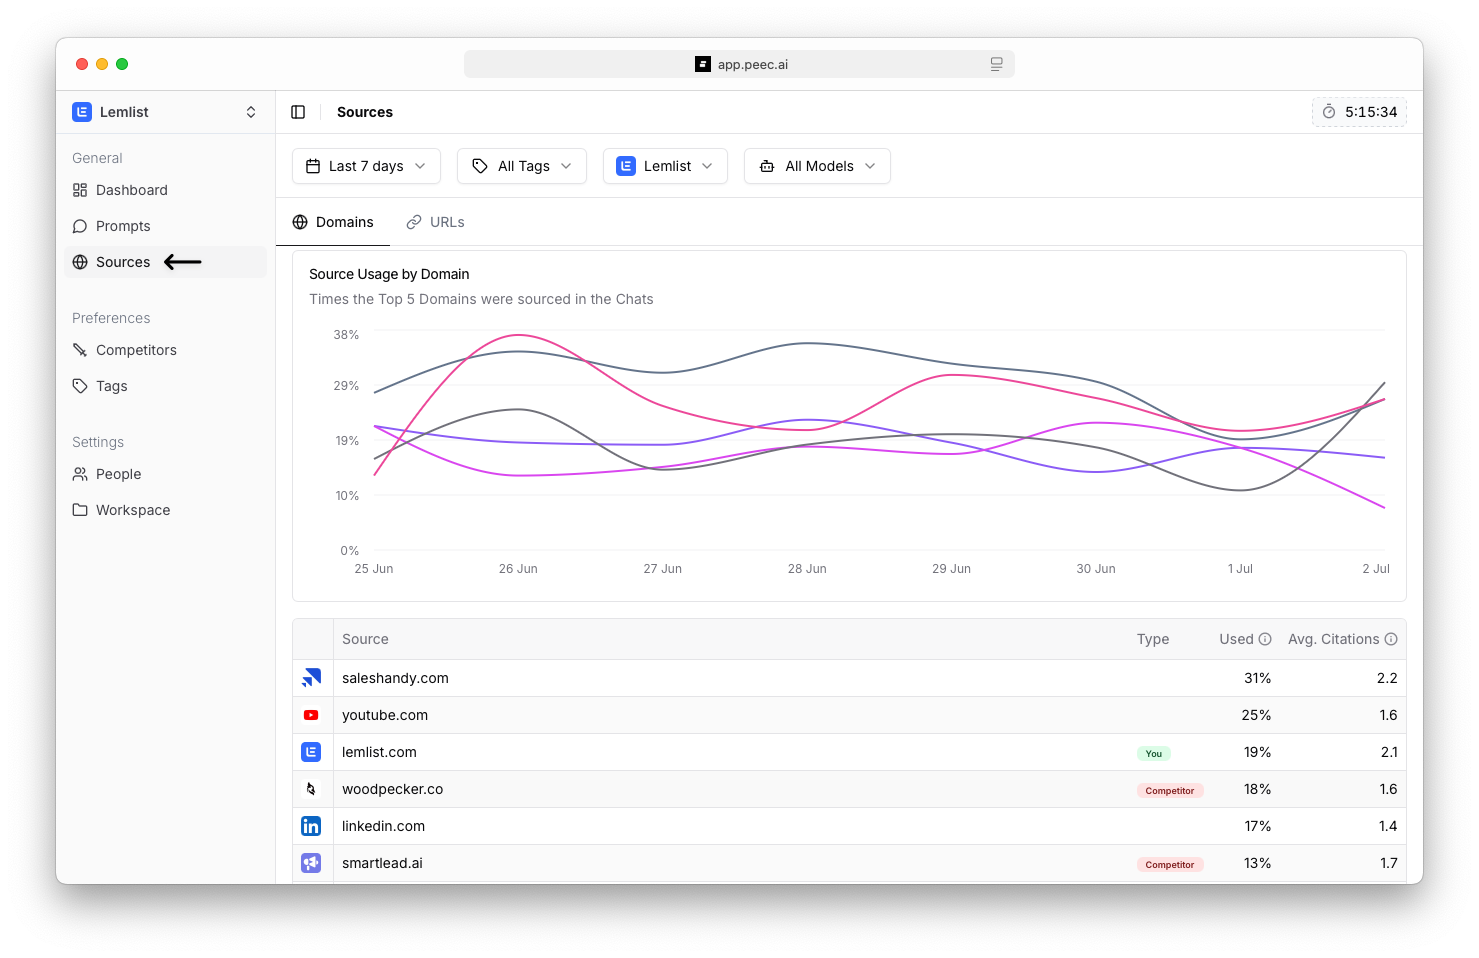 app.peec.ai
Lemlist
Sources
5:15:34
General
Dashboard
Prompts
Sources
Preferences
Competitors
Tags
Settings
People
Workspace
Last 7 days
All Tags
Lemlist
All Models
Domains
URLs
Source Usage by Domain
Times the Top 5 Domains were sourced in the Chats
38%
29%
19%
10%
0%
25 Jun 26 Jun 27 Jun 28 Jun 29 Jun 30 Jun 1 Jul 2 Jul
Source Type Used Avg. Citations
saleshandy.com 31% 2.2
youtube.com 25% 1.6
lemlist.com You 19% 2.1
woodpecker.co Competitor 18% 1.6
linkedin.com 17% 1.4
smartlead.ai Competitor 13% 1.7